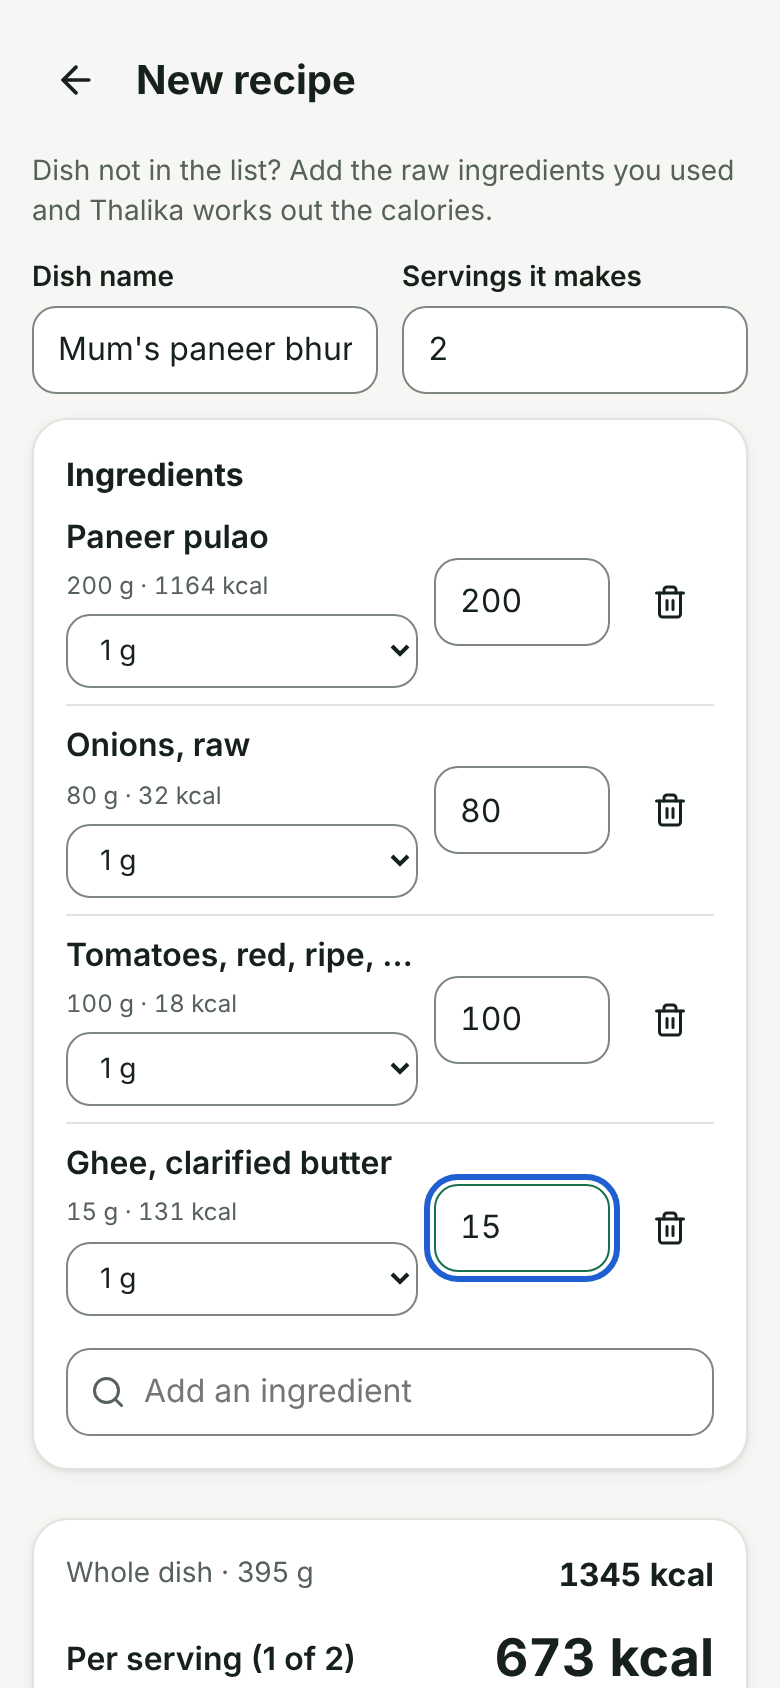 New recipe
Dish not in the list? Add the raw ingredients you used
and Thalika works out the calories.
Dish name
Servings it makes
Mum's paneer bhur
2
Ingredients
Paneer pulao
200 g · 1164 kcal
200
1 g
Onions, raw
80 g · 32 kcal
80
1 g
Tomatoes, red, ripe, ...
100 g · 18 kcal
100
1 g
Ghee, clarified butter
15 g · 131 kcal
15
1 g
Add an ingredient
Whole dish · 395 g
1345 kcal
Per serving (1 of 2)
673 kcal